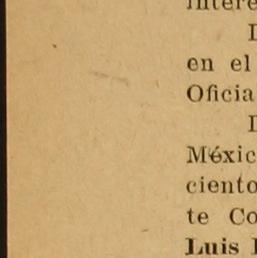 intere
D
en el
Oficia
D
Méxic
ciento
te Co
Luis